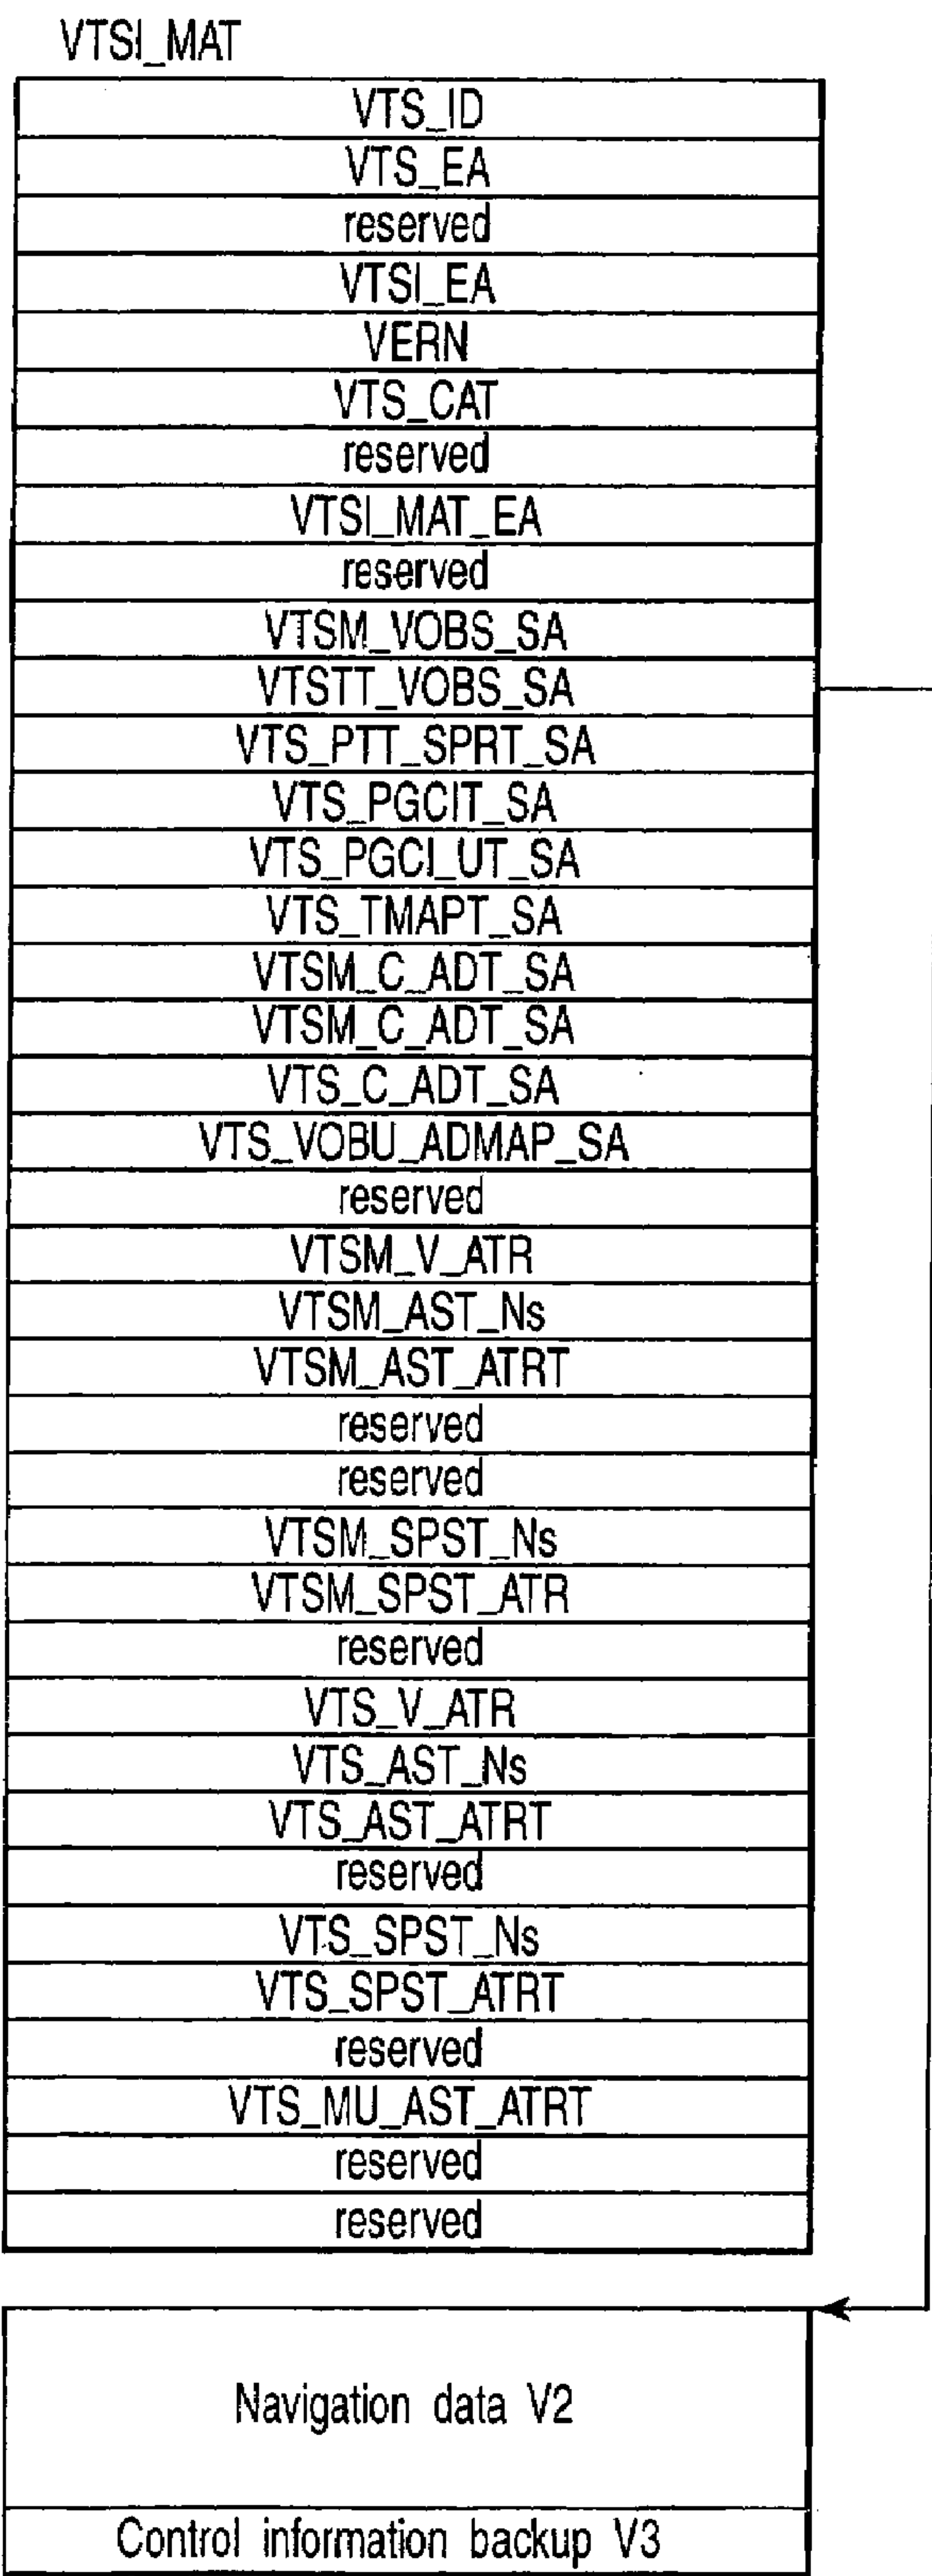 VTSI_MAT
VTS_ID
VTS_EA
reserved
VTSI_EA
VERN
VTS_CAT
reserved
VTSI_MAT_EA
reserved
VTSM_VOBS_SA
VTSTT_VOBS_SA
VTS_PTT_SPRT_SA
VTS_PGCIT_SA
VTS_PGCI_UT_SA
VTS_TMAPT_SA
VTSM_C_ADT_SA
VTSM_C_ADT_SA
VTS_C_ADT_SA
VTS_VOBU_ADMAP_SA
reserved
VTSM_V_ATR
VTSM_AST_Ns
VTSM_AST_ATRT
reserved
reserved
VTSM_SPST_Ns
VTSM_SPST_ATR
reserved
VTS_V_ATR
VTS_AST_Ns
VTS_AST_ATRT
reserved
VTS_SPST_Ns
VTS_SPST_ATRT
reserved
VTS_MU_AST_ATRT
reserved
reserved
Navigation data V2
Control information backup V3